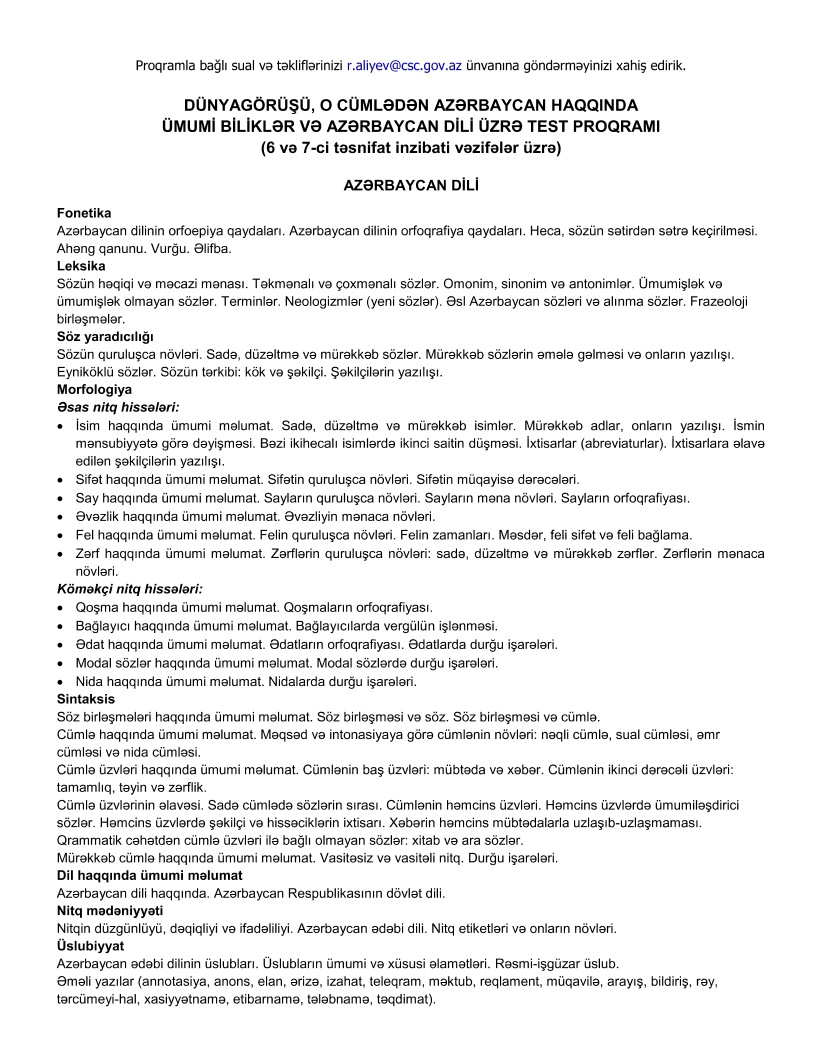 Proqramla bağlı sual və təkliflərinizi r.aliyev@csc.gov.az ünvanına göndərməyinizi xahiş edirik.
DÜNYAGÖRÜŞÜ, O CÜMLƏDƏN AZƏRBAYCAN HAQQINDA
ÜMUMİ BİLİKLƏR VƏ AZƏRBAYCAN DİLİ ÜZRƏ TEST PROQRAMI
(6 və 7-ci təsnifat inzibati vəzifələr üzrə)
AZƏRBAYCAN DİLİ
Fonetika
Azərbaycan dilinin orfoepiya qaydaları. Azərbaycan dilinin orfoqrafiya qaydaları. Heca, sözün sətirdən sətrə keçirilməsi.
Ahəng qanunu. Vurğu. Əlifba.
Leksika
Sözün həqiqi və məcazi mənası. Təkmənalı və çoxmənalı sözlər. Omonim, sinonim və antonimlər. Ümumişlək və
ümumişlək olmayan sözlər. Terminlər. Neologizmlər (yeni sözlər). Əsl Azərbaycan sözləri və alınma sözlər. Frazeoloji
birləşmələr.
Söz yaradıcılığı
Sözün quruluşca növləri. Sadə, düzəltmə və mürəkkəb sözlər. Mürəkkəb sözlərin əmələ gəlməsi və onların yazılışı.
Eyniköklü sözlər. Sözün tərkibi: kök və şəkilçi. Şəkilçilərin yazılışı.
Morfologiya
Əsas nitq hissələri:
• İsim haqqında ümumi məlumat. Sadə, düzəltmə və mürəkkəb isimlər. Mürəkkəb adlar, onların yazılışı. İsmin
mənsubiyyətə görə dəyişməsi. Bəzi ikihecalı isimlərdə ikinci saitin düşməsi. İxtisarlar (abreviaturlar). İxtisarlara əlavə
edilən şəkilçilərin yazılışı.
• Sifət haqqında ümumi məlumat. Sifətin quruluşca növləri. Sifətin müqayisə dərəcələri.
• Say haqqında ümumi məlumat. Sayların quruluşca növləri. Sayların məna növləri. Sayların orfoqrafiyası.
• Əvəzlik haqqında ümumi məlumat. Əvəzliyin mənaca növləri.
• Fel haqqında ümumi məlumat. Felin quruluşca növləri. Felin zamanları. Məsdər, feli sifət və feli bağlama.
• Zərf haqqında ümumi məlumat. Zərflərin quruluşca növləri: sadə, düzəltmə və mürəkkəb zərflər. Zərflərin mənaca
növləri.
Köməkçi nitq hissələri:
• Qoşma haqqında ümumi məlumat. Qoşmaların orfoqrafiyası.
• Bağlayıcı haqqında ümumi məlumat. Bağlayıcılarda vergülün işlənməsi.
• Ədat haqqında ümumi məlumat. Ədatların orfoqrafiyası. Ədatlarda durğu işarələri.
• Modal sözlər haqqında ümumi məlumat. Modal sözlərdə durğu işarələri.
• Nida haqqında ümumi məlumat. Nidalarda durğu işarələri.
Sintaksis
Söz birləşmələri haqqında ümumi məlumat. Söz birləşməsi və söz. Söz birləşməsi və cümlə.
Cümlə haqqında ümumi məlumat. Məqsəd və intonasiyaya görə cümlənin növləri: nəqli cümlə, sual cümləsi, əmr
cümləsi və nida cümləsi.
Cümlə üzvləri haqqında ümumi məlumat. Cümlənin baş üzvləri: mübtəda və xəbər. Cümlənin ikinci dərəcəli üzvləri:
tamamlıq, təyin və zərflik.
Cümlə üzvlərinin əlavəsi. Sadə cümlədə sözlərin sırası. Cümlənin həmcins üzvləri. Həmcins üzvlərdə ümumiləşdirici
sözlər. Həmcins üzvlərdə şəkilçi və hissəciklərin ixtisarı. Xəbərin həmcins mübtədalarla uzlaşıb-uzlaşmaması.
Qrammatik cəhətdən cümlə üzvləri ilə bağlı olmayan sözlər: xitab və ara sözlər.
Mürəkkəb cümlə haqqında ümumi məlumat. Vasitəsiz və vasitəli nitq. Durğu işarələri.
Dil haqqında ümumi məlumat
Azərbaycan dili haqqında. Azərbaycan Respublikasının dövlət dili.
Nitq mədəniyyəti
Nitqin düzgünlüyü, dəqiqliyi və ifadəliliyi. Azərbaycan ədəbi dili. Nitq etiketləri və onların növləri.
Üslubiyyat
Azərbaycan ədəbi dilinin üslubları. Üslubların ümumi və xüsusi əlamətləri. Rəsmi-işgüzar üslub.
Əməli yazılar (annotasiya, anons, elan, ərizə, izahat, teleqram, məktub, reqlament, müqavilə, arayış, bildiriş, rəy,
tərcümeyi-hal, xasiyyətnamə, etibarnamə, tələbnamə, təqdimat).